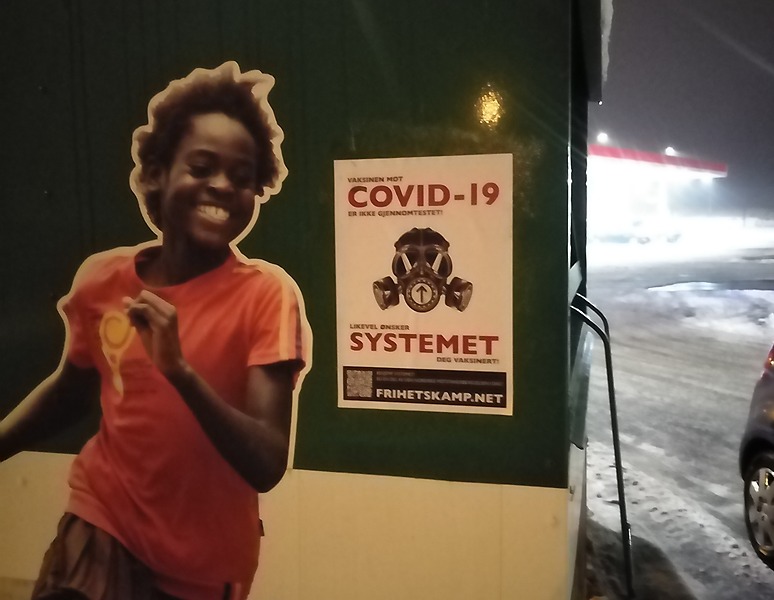 VAKSINEN MOT
COVID-19
ER IKKE GJENNOMTESTET!
LIKEVEL ØNSKER
SYSTEMET
DEG VAKSINERT!
FRIHETSKAMP.NET